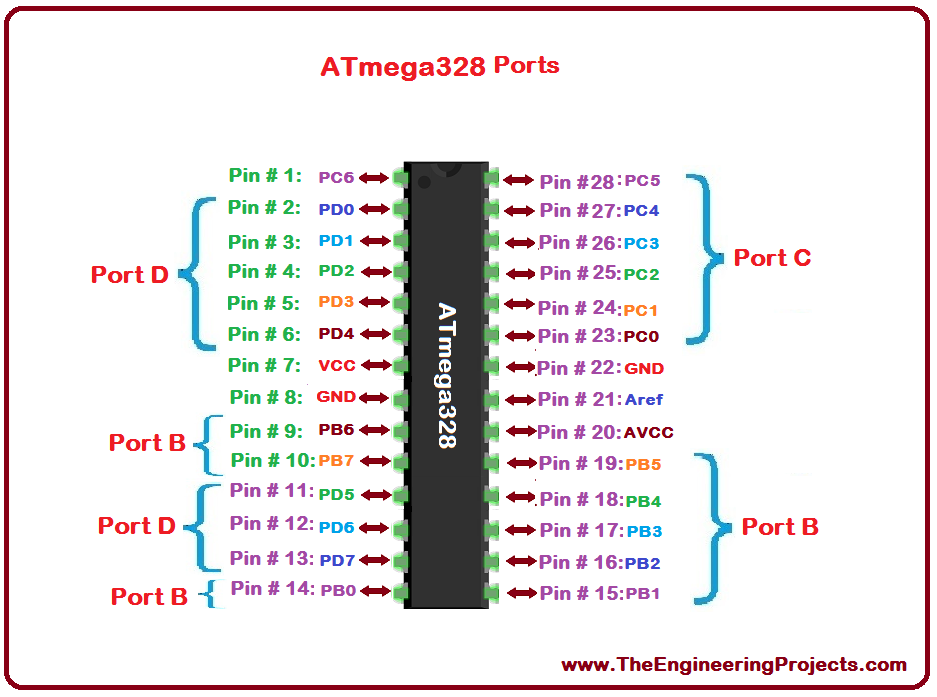 ATmega328 Ports
Pin # 1: PC6
Pin # 2: PD0
Pin # 3: PD1
Pin # 4: PD2
Pin # 5: PD3
Pin # 6: PD4
Pin # 7: VCC
Pin # 8: GND
Pin # 9: PB6
Pin # 10: PB7
Pin # 11: PD5
Pin # 12: PD6
Pin # 13: PD7
Pin # 14: PB0
Port D
Port B
Port D
Port B
ATmega328
Pin #28: PC5
Pin #27: PC4
Pin # 26: PC3
Pin # 25: PC2
Pin # 24: PC1
Pin # 23: PC0
Pin # 22: GND
Pin # 21: Aref
Pin # 20: AVCC
Pin # 19: PB5
Pin # 18: PB4
Pin # 17: PB3
Pin # 16: PB2
Pin # 15: PB1
Port C
Port B
www.TheEngineeringProjects.com